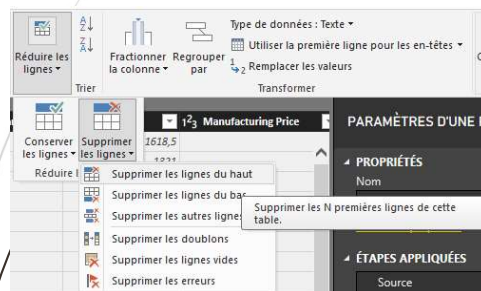 Réduire les
lignes
Trier
Fractionner
la colonne
Regrouper
par
Type de données : Texte
Utiliser la première ligne pour les en-têtes
Remplacer les valeurs
Transformer
Conserver
les lignes
Supprimer
les lignes
Réduire l
1²3 Manufacturing Price
1618,5
1321
Supprimer les lignes du haut
Supprimer les lignes du bas
Supprimer les autres lignes
Supprimer les doublons
Supprimer les lignes vides
Supprimer les erreurs
Supprimer les N premières lignes de cette
table.
PARAMÈTRES D'UNE
PROPRIÉTÉS
Nom
ÉTAPES APPLIQUÉES
Source